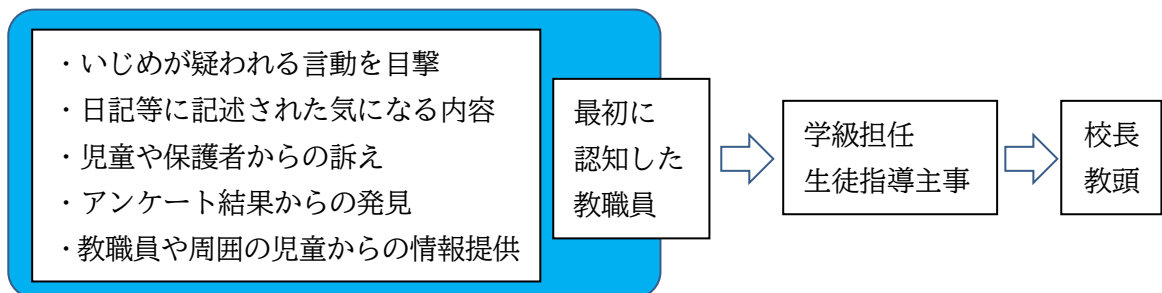 ・いじめが疑われる言動を目撃
・日記等に記述された気になる内容
・児童や保護者からの訴え
・アンケート結果からの発見
・教職員や周囲の児童からの情報提供
最初に
認知した
教職員
学級担任
生徒指導主事
校長
教頭